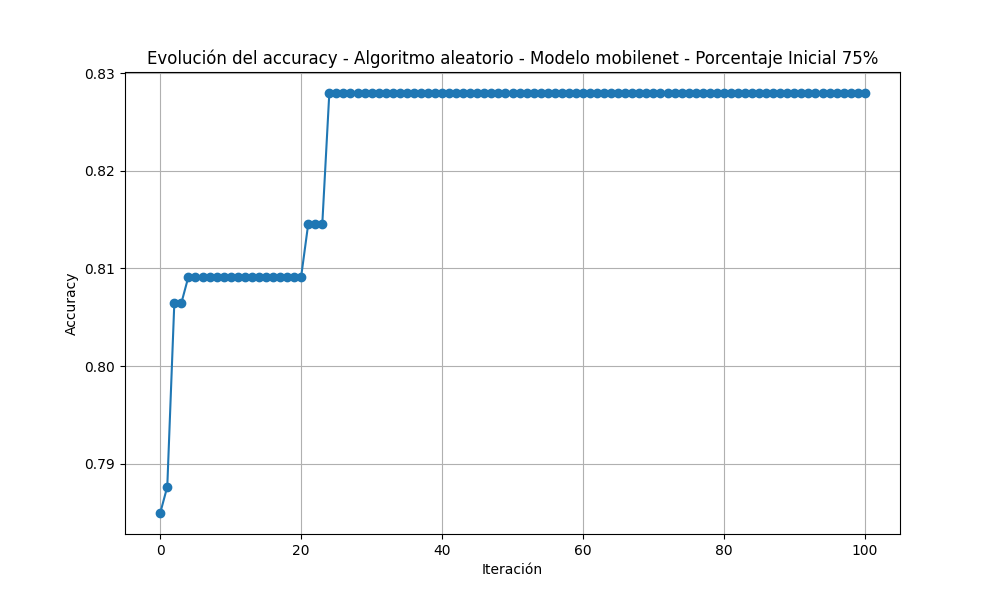 Evolución del accuracy - Algoritmo aleatorio - Modelo mobilenet - Porcentaje Inicial 75%
0.83
0.82
0.81
0.80
0.79
Accuracy
0 20 40 60 80 100
Iteración